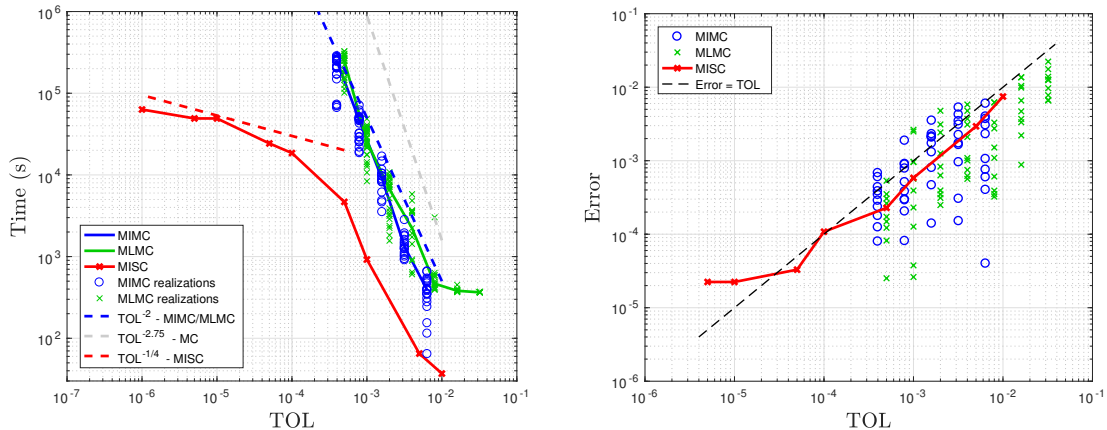 Time (s)
10^5
10^4
10^3
10^2
MIMC
MLMC
MISC
MIMC realizations
MLMC realizations
TOL^-2 - MIMC/MLMC
TOL^-2.75 - MC
TOL^-1/4 - MISC
10^-7 10^-6 10^-5 10^-4 10^-3 10^-2 10^-1
TOL
Error
10^-1
10^-2
10^-3
10^-4
10^-5
10^-6
MIMC
MLMC
MISC
Error = TOL
10^-6 10^-5 10^-4 10^-3 10^-2 10^-1
TOL